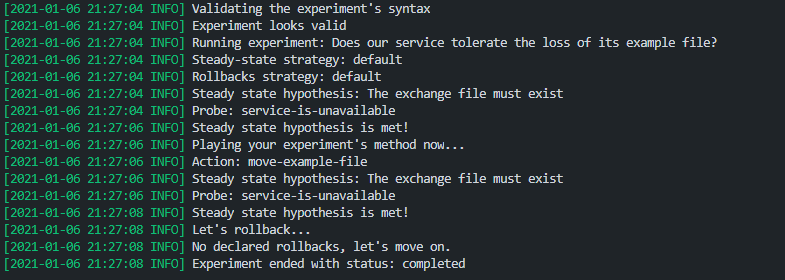 [2021-01-06 21:27:04 INFO] Validating the experiment's syntax
[2021-01-06 21:27:04 INFO] Experiment looks valid
[2021-01-06 21:27:04 INFO] Running experiment: Does our service tolerate the loss of its example file?
[2021-01-06 21:27:04 INFO] Steady-state strategy: default
[2021-01-06 21:27:04 INFO] Rollbacks strategy: default
[2021-01-06 21:27:04 INFO] Steady state hypothesis: The exchange file must exist
[2021-01-06 21:27:04 INFO] Probe: service-is-unavailable
[2021-01-06 21:27:06 INFO] Steady state hypothesis is met!
[2021-01-06 21:27:06 INFO] Playing your experiment's method now...
[2021-01-06 21:27:06 INFO] Action: move-example-file
[2021-01-06 21:27:06 INFO] Steady state hypothesis: The exchange file must exist
[2021-01-06 21:27:06 INFO] Probe: service-is-unavailable
[2021-01-06 21:27:08 INFO] Steady state hypothesis is met!
[2021-01-06 21:27:08 INFO] Let's rollback...
[2021-01-06 21:27:08 INFO] No declared rollbacks, let's move on.
[2021-01-06 21:27:08 INFO] Experiment ended with status: completed